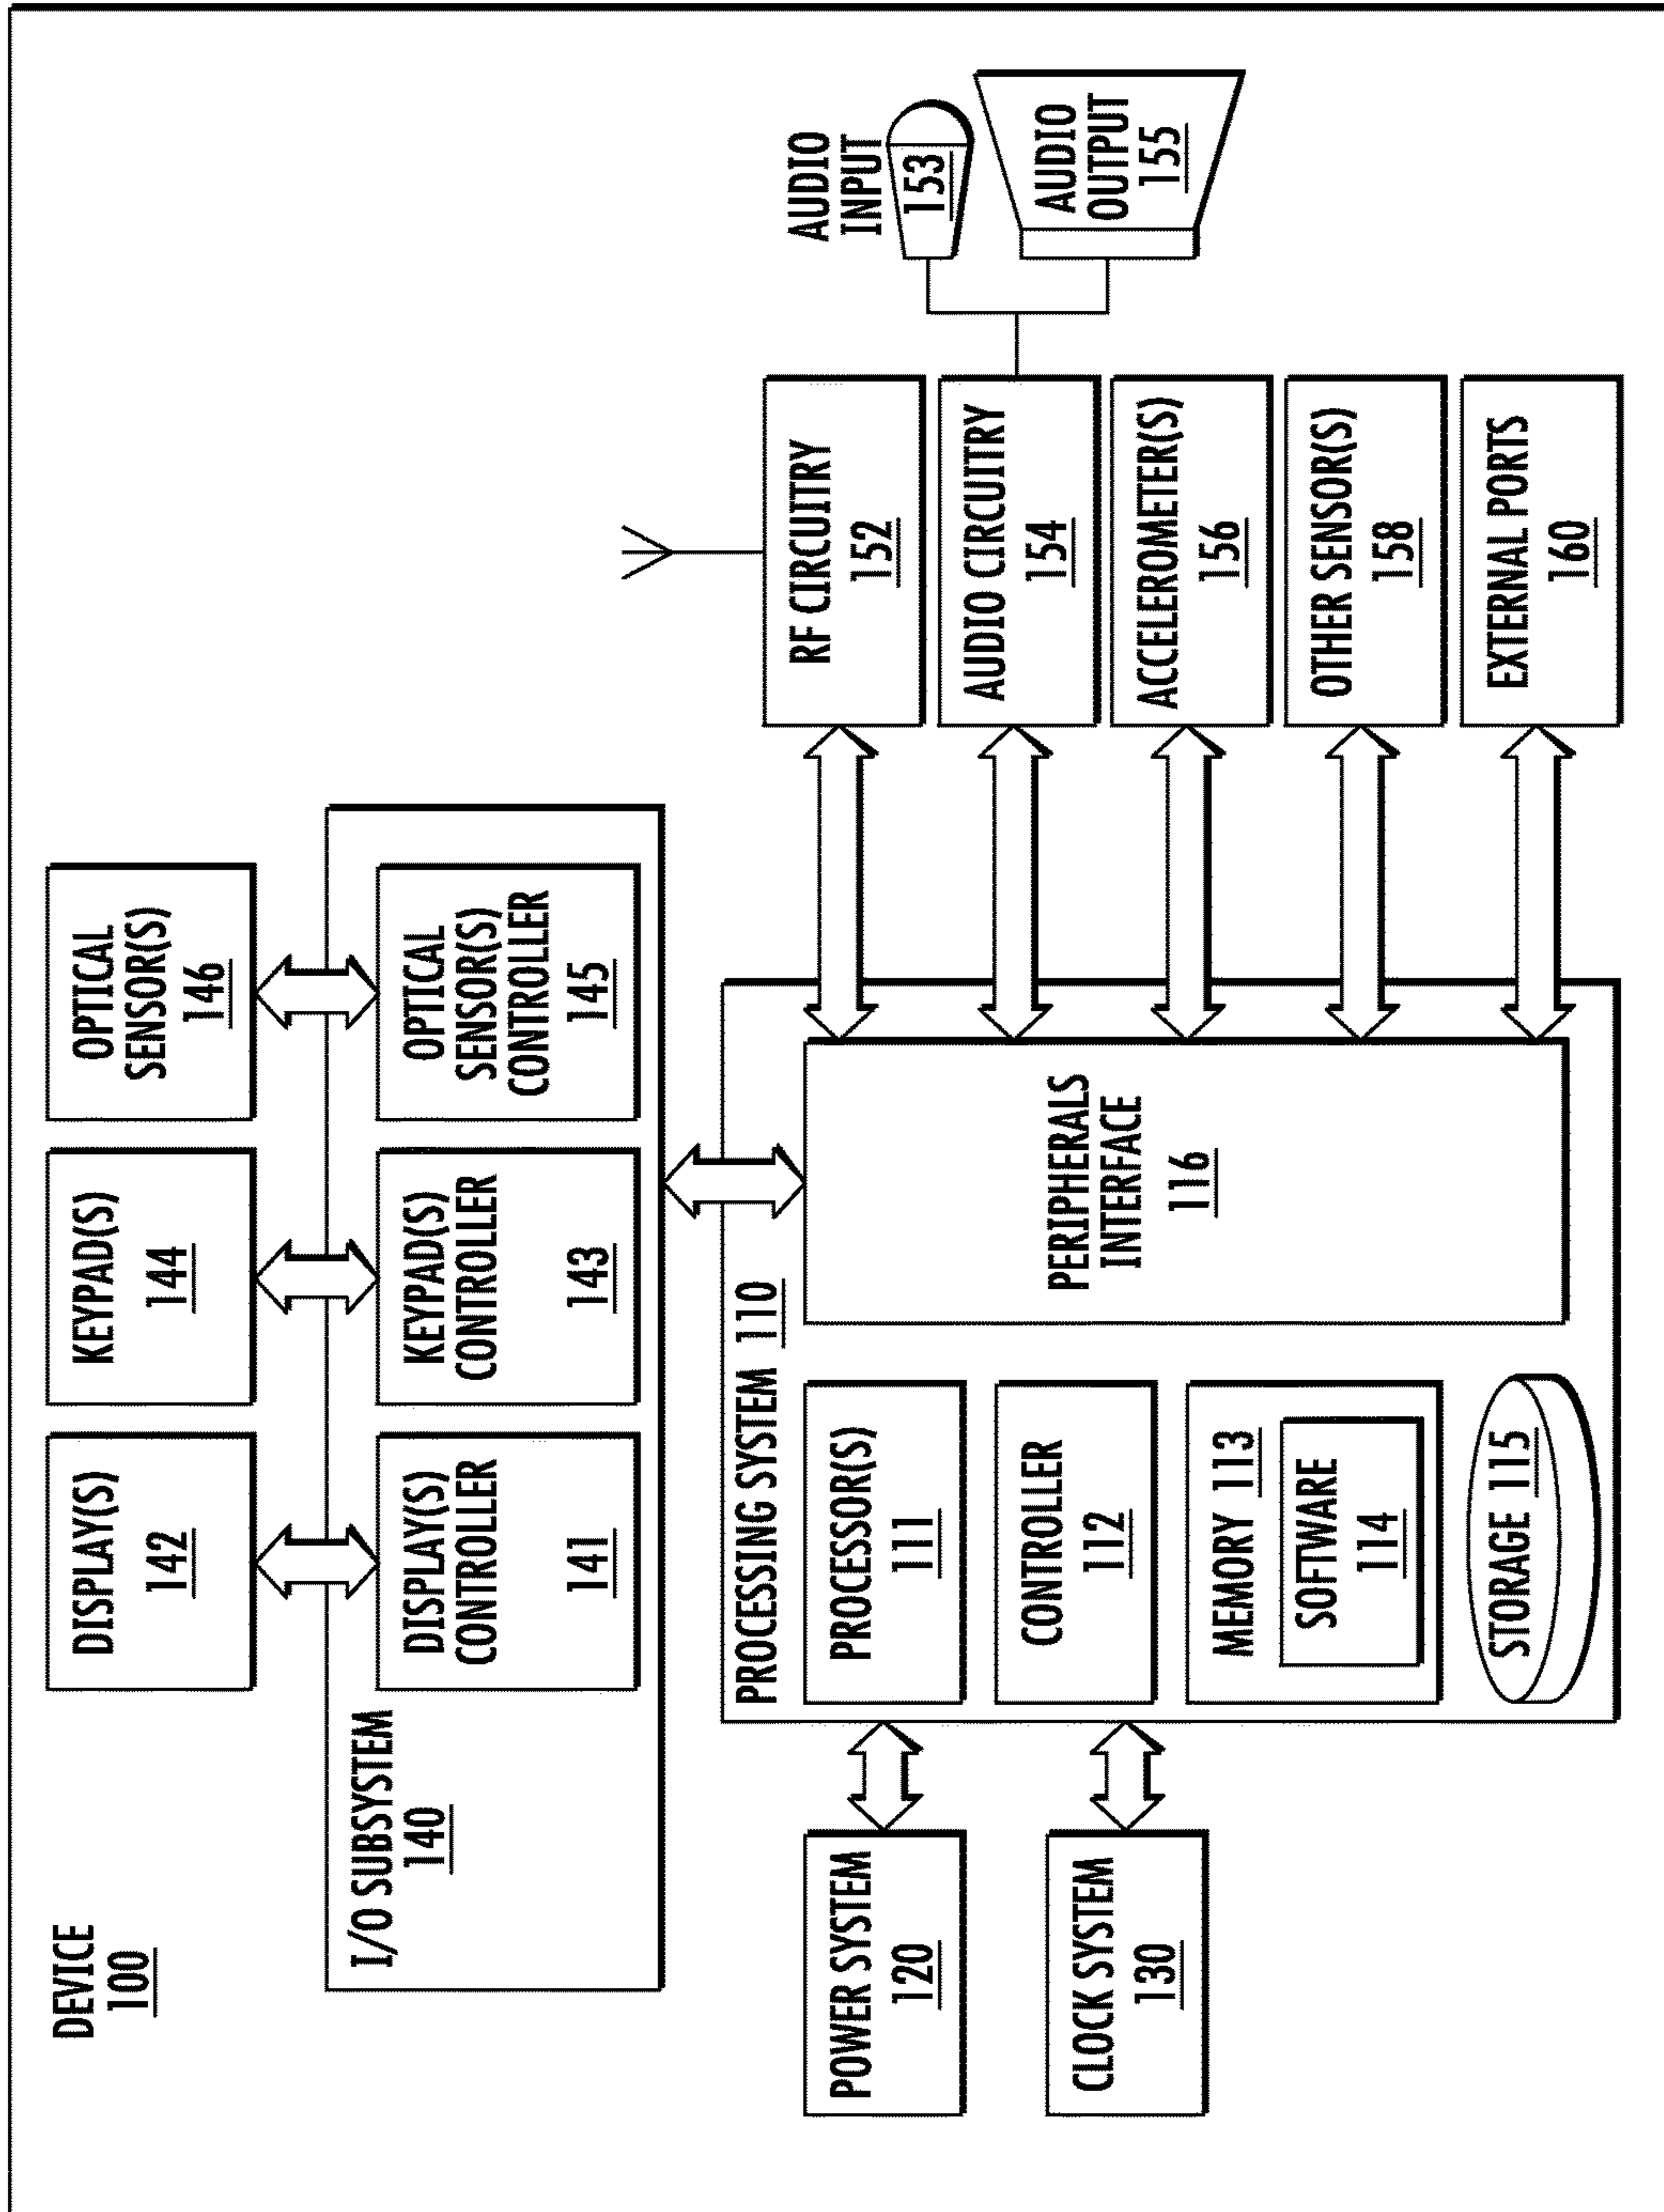 DEVICE
100
DISPLAY(S)
142
KEYPAD(S)
144
OPTICAL
SENSOR(S)
146
I/O SUBSYSTEM
140
DISPLAY(S)
CONTROLLER
141
KEYPAD(S)
CONTROLLER
143
OPTICAL
SENSOR(S)
CONTROLLER
145
POWER SYSTEM
120
CLOCK SYSTEM
130
PROCESSING SYSTEM 110
PROCESSOR(S)
111
CONTROLLER
112
MEMORY 113
SOFTWARE
114
STORAGE 115
PERIPHERALS
INTERFACE
116
RF CIRCUITRY
152
AUDIO CIRCUITRY
154
ACCELEROMETER(S)
156
OTHER SENSOR(S)
158
EXTERNAL PORTS
160
AUDIO
INPUT
153
AUDIO
OUTPUT
155